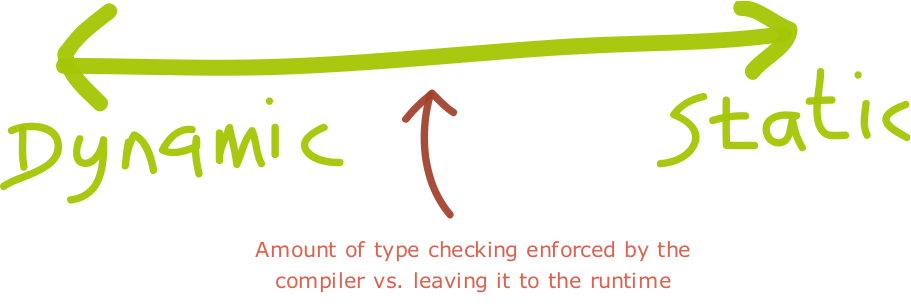 Dynamic
Static
Amount of type checking enforced by the
compiler vs. leaving it to the runtime